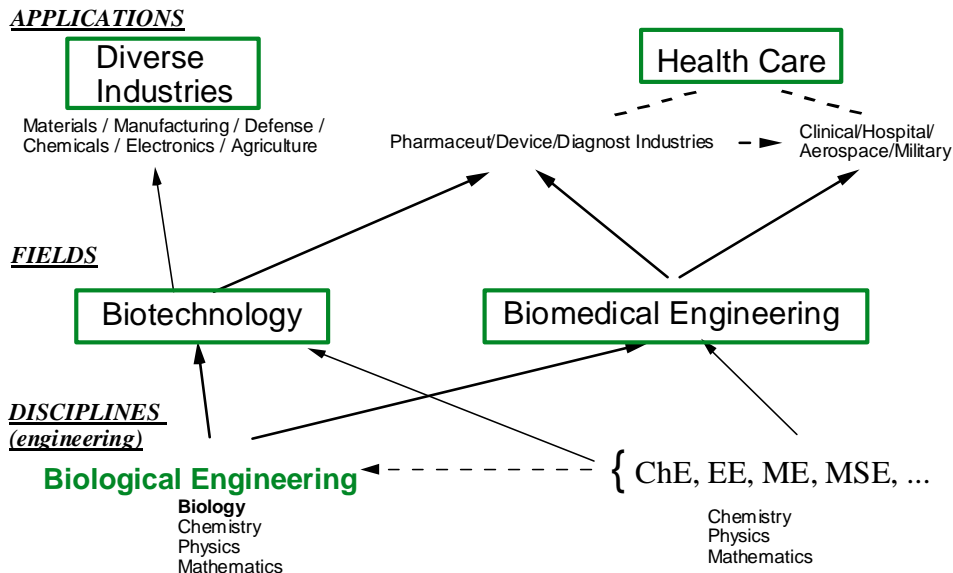 APPLICATIONS
Diverse
Industries
Materials / Manufacturing / Defense /
Chemicals / Electronics / Agriculture
Health Care
Pharmaceut/Device/Diagnost Industries
Clinical/Hospital/
Aerospace/Military
FIELDS
Biotechnology
Biomedical Engineering
DISCIPLINES
(engineering)
Biological Engineering
Biology
Chemistry
Physics
Mathematics
{ ChE, EE, ME, MSE, ...
Chemistry
Physics
Mathematics